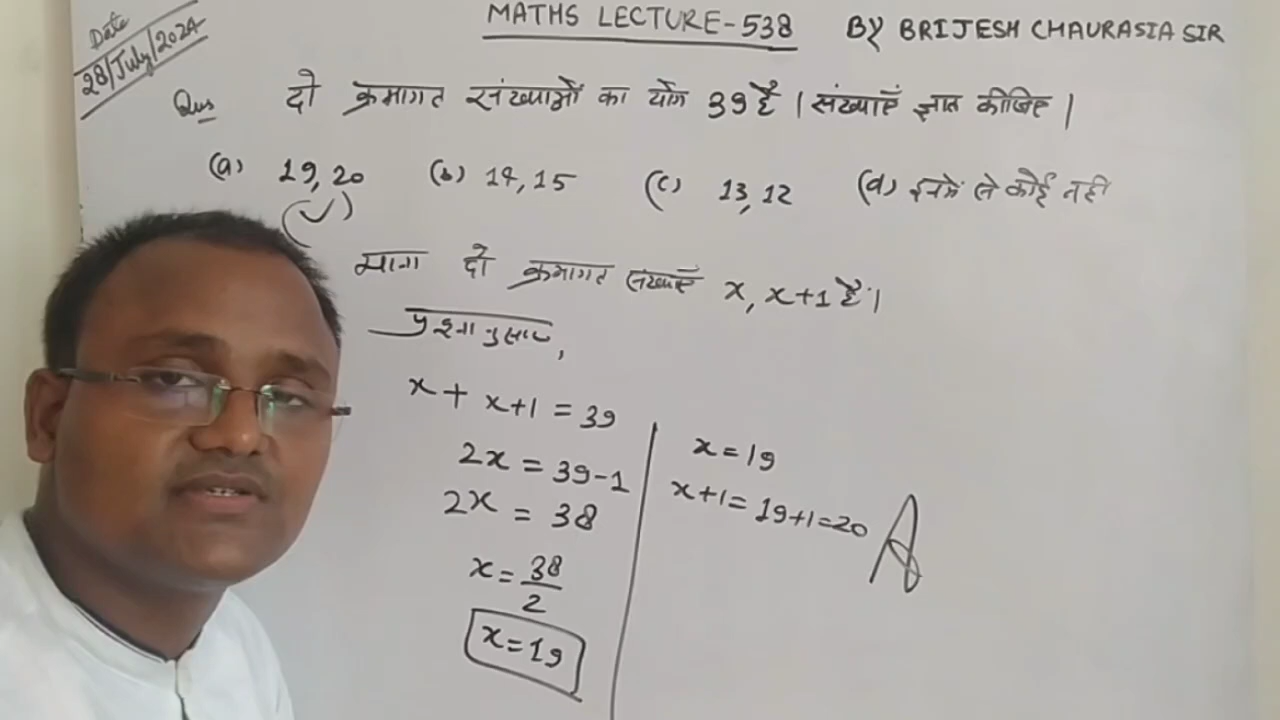 Date
28/July/2024
MATHS LECTURE-538 BY BRIJESH CHAURASIA SIR
Qus दो क्रमागत संख्याओं का योग 39 है । संख्याएँ ज्ञात कीजिए ।
(a) 19, 20 (b) 14, 15 (c) 13, 12 (d) इनमें से कोई नही
(✓)
माना दो क्रमागत संख्याएँ x, x+1 है ।
प्रश्नानुसार,
x + x+1 = 39
2x = 39-1
2x = 38
x = 38/2
x=19
x=19
x+1= 19+1=20 A